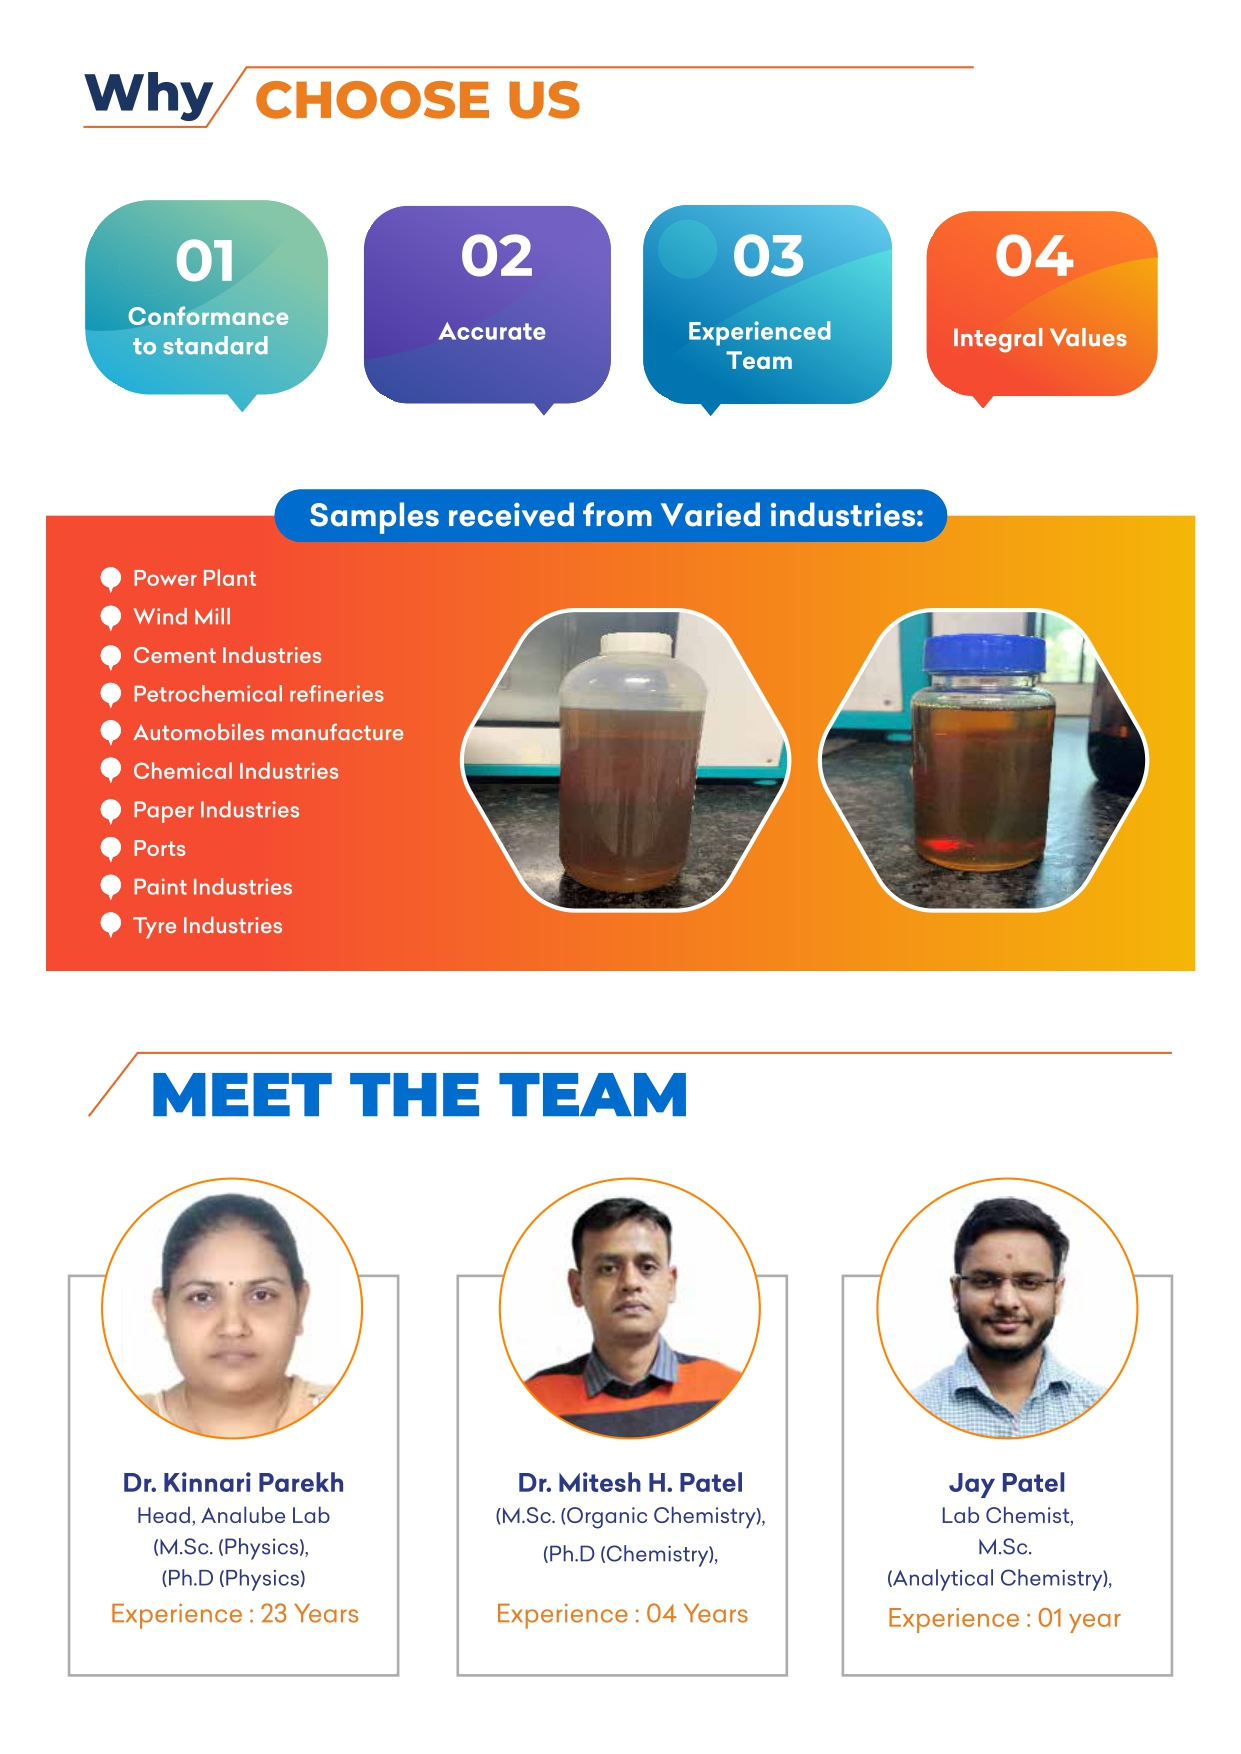 Why CHOOSE US
01
Conformance
to standard
02
Accurate
03
Experienced
Team
04
Integral Values
Samples received from Varied industries:
Power Plant
Wind Mill
Cement Industries
Petrochemical refineries
Automobiles manufacture
Chemical Industries
Paper Industries
Ports
Paint Industries
Tyre Industries
MEET THE TEAM
Dr. Kinnari Parekh
Head, Analube Lab
(M.Sc. (Physics),
(Ph.D (Physics)
Experience : 23 Years
Dr. Mitesh H. Patel
(M.Sc. (Organic Chemistry),
(Ph.D (Chemistry),
Experience : 04 Years
Jay Patel
Lab Chemist,
M.Sc.
(Analytical Chemistry),
Experience : 01 year